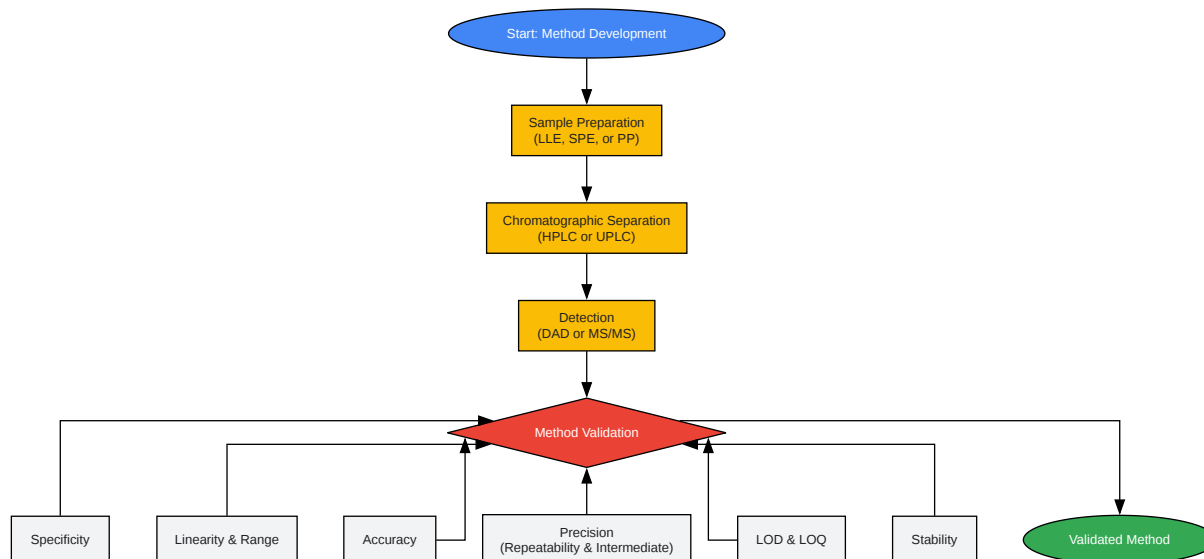 Start: Method Development
Sample Preparation
(LLE, SPE, or PP)
Chromatographic Separation
(HPLC or UPLC)
Detection
(DAD or MS/MS)
Method Validation
Specificity
Linearity & Range
Accuracy
Precision
(Repeatability & Intermediate)
LOD & LOQ
Stability
Validated Method